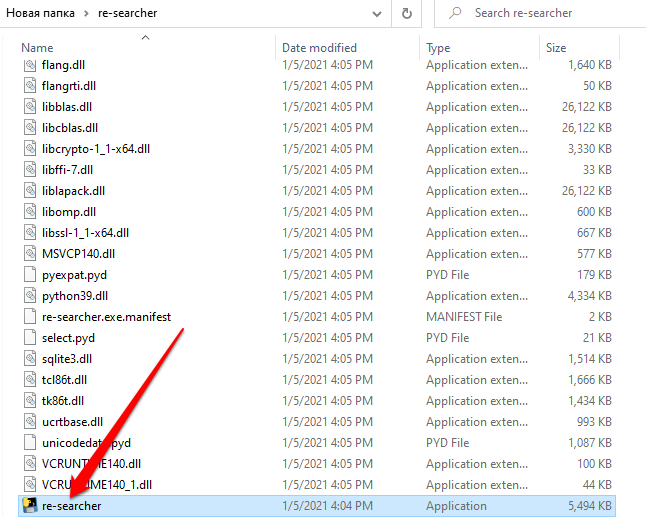 Новая папка re-searcher Search re-searcher
Name Date modified Type Size
flang.dll 1/5/2021 4:05 PM Application exten... 1,640 KB
flangrti.dll 1/5/2021 4:05 PM Application exten... 50 KB
libblas.dll 1/5/2021 4:05 PM Application exten... 26,122 KB
libcblas.dll 1/5/2021 4:05 PM Application exten... 26,122 KB
libcrypto-1_1-x64.dll 1/5/2021 4:05 PM Application exten... 3,330 KB
libffi-7.dll 1/5/2021 4:05 PM Application exten... 33 KB
liblapack.dll 1/5/2021 4:05 PM Application exten... 26,122 KB
libomp.dll 1/5/2021 4:05 PM Application exten... 600 KB
libssl-1_1-x64.dll 1/5/2021 4:05 PM Application exten... 667 KB
MSVCP140.dll 1/5/2021 4:05 PM Application exten... 577 KB
pyexpat.pyd 1/5/2021 4:05 PM PYD File 179 KB
python39.dll 1/5/2021 4:05 PM Application exten... 4,334 KB
re-searcher.exe.manifest 1/5/2021 4:05 PM MANIFEST File 2 KB
select.pyd 1/5/2021 4:05 PM PYD File 21 KB
sqlite3.dll 1/5/2021 4:05 PM Application exten... 1,514 KB
tcl86t.dll 1/5/2021 4:05 PM Application exten... 1,666 KB
tk86t.dll 1/5/2021 4:05 PM Application exten... 1,434 KB
ucrtbase.dll 1/5/2021 4:05 PM Application exten... 993 KB
unicodedata.pyd 1/5/2021 4:05 PM PYD File 1,087 KB
VCRUNTIME140.dll 1/5/2021 4:05 PM Application exten... 100 KB
VCRUNTIME140_1.dll 1/5/2021 4:05 PM Application exten... 44 KB
re-searcher 1/5/2021 4:04 PM Application 5,494 KB